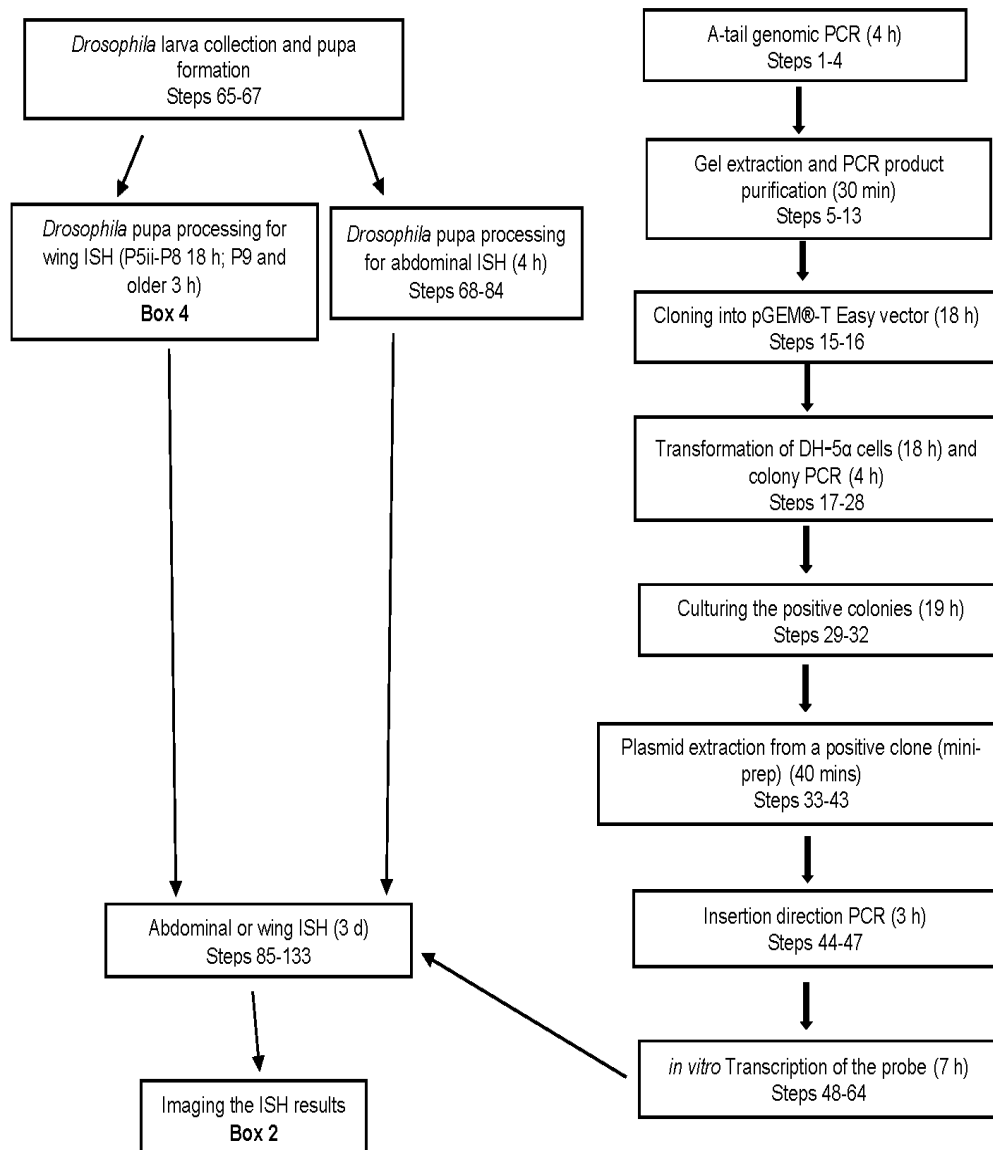 Drosophila larva collection and pupa
formation
Steps 65-67
Drosophila pupa processing for
wing ISH (P5ii-P8 18 h; P9 and
older 3 h)
Box 4
Drosophila pupa processing
for abdominal ISH (4 h)
Steps 68-84
Abdominal or wing ISH (3 d)
Steps 85-133
Imaging the ISH results
Box 2
A-tail genomic PCR (4 h)
Steps 1-4
Gel extraction and PCR product
purification (30 min)
Steps 5-13
Cloning into pGEM®-T Easy vector (18 h)
Steps 15-16
Transformation of DH-5α cells (18 h) and
colony PCR (4 h)
Steps 17-28
Culturing the positive colonies (19 h)
Steps 29-32
Plasmid extraction from a positive clone (mini-
prep) (40 mins)
Steps 33-43
Insertion direction PCR (3 h)
Steps 44-47
in vitro Transcription of the probe (7 h)
Steps 48-64